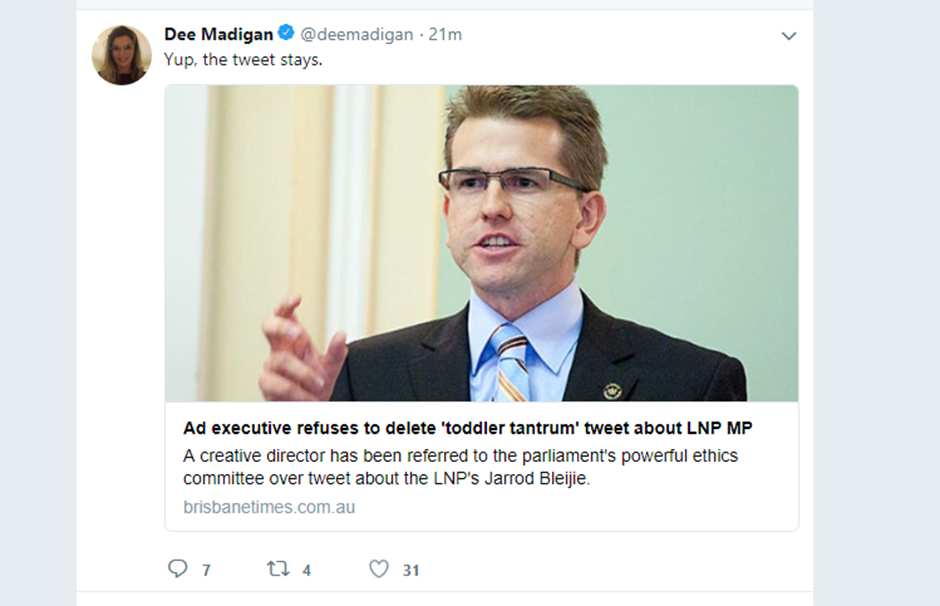 Dee Madigan @deemadigan · 21m
Yup, the tweet stays.
Ad executive refuses to delete 'toddler tantrum' tweet about LNP MP
A creative director has been referred to the parliament's powerful ethics
committee over tweet about the LNP's Jarrod Bleijie.
brisbanetimes.com.au
7 4 31